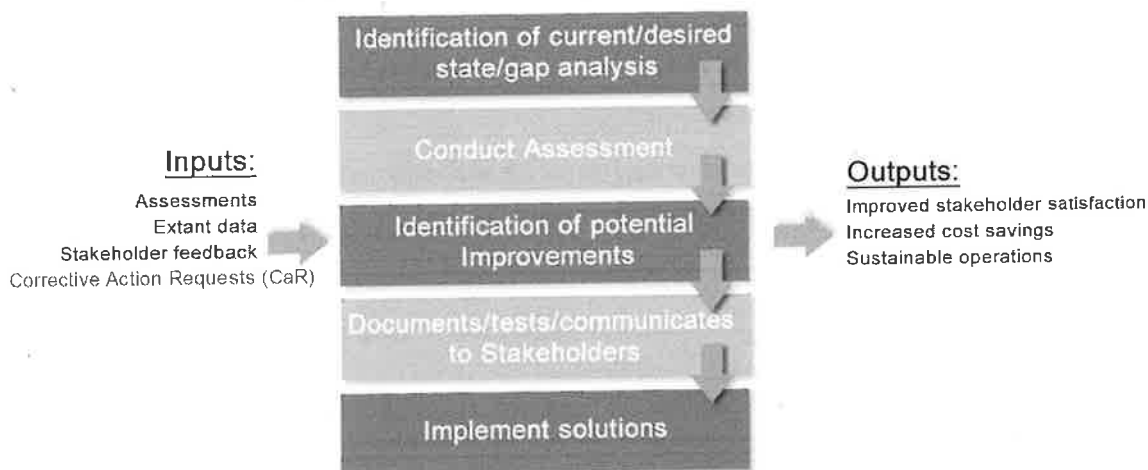 Identification of current/desired
state/gap analysis
Conduct Assessment
Inputs:
Assessments
Extant data
Stakeholder feedback
Corrective Action Requests (CaR)
Identification of potential
Improvements
Outputs:
Improved stakeholder satisfaction
Increased cost savings
Sustainable operations
Documents/tests/communicates
to Stakeholders
Implement solutions